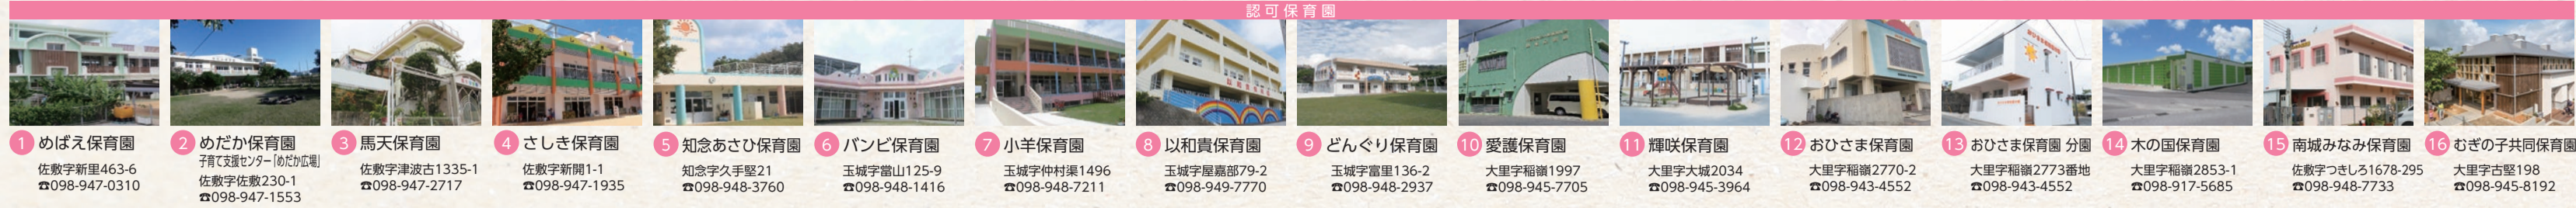 認可保育園
1 めばえ保育園
佐敷字新里463-6
☎098-947-0310
2 めだか保育園
子育て支援センター「めだか広場」
佐敷字佐敷230-1
☎098-947-1553
3 馬天保育園
佐敷字津波古1335-1
☎098-947-2717
4 さしき保育園
佐敷字新開1-1
☎098-947-1935
5 知念あさひ保育園
知念字久手堅21
☎098-948-3760
6 バンビ保育園
玉城字當山125-9
☎098-948-1416
7 小羊保育園
玉城字仲村渠1496
☎098-948-7211
8 以和貴保育園
玉城字屋嘉部79-2
☎098-949-7770
9 どんぐり保育園
玉城字富里136-2
☎098-948-2937
10 愛護保育園
大里字稲嶺1997
☎098-945-7705
11 輝咲保育園
大里字大城2034
☎098-945-3964
12 おひさま保育園
大里字稲嶺2770-2
☎098-943-4552
13 おひさま保育園 分園
大里字稲嶺2773番地
☎098-943-4552
14 木の国保育園
大里字稲嶺2853-1
☎098-917-5685
15 南城みなみ保育園
佐敷字つきしろ1678-295
☎098-948-7733
16 むぎの子共同保育園
大里字古堅198
☎098-945-8192